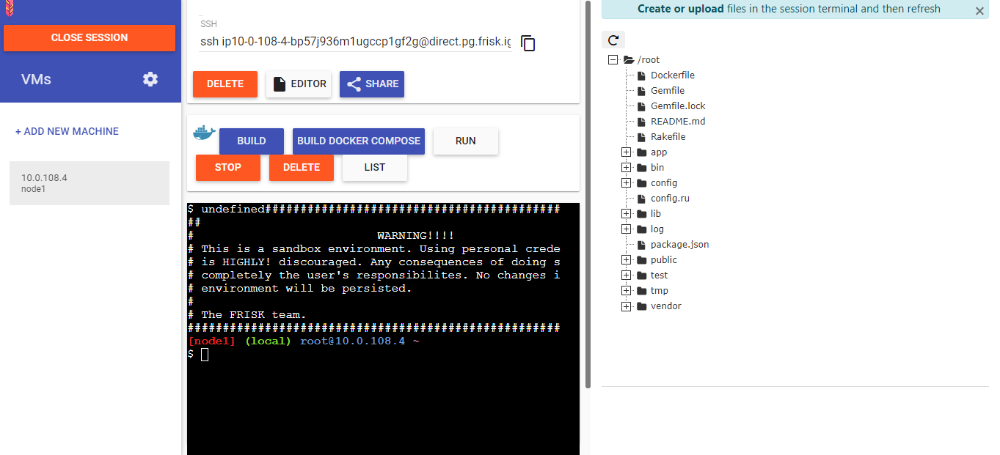 CLOSE SESSION
VMs
+ ADD NEW MACHINE
10.0.108.4
node1
SSH
ssh ip10-0-108-4-bp57j936m1ugccp1gf2g@direct.pg.frisk.ig
DELETE
EDITOR
SHARE
BUILD
BUILD DOCKER COMPOSE
RUN
STOP
DELETE
LIST
$ undefined##########################################
##
# WARNING!!!!
# This is a sandbox environment. Using personal crede
# is HIGHLY! discouraged. Any consequences of doing s
# completely the user's responsibilites. No changes i
# environment will be persisted.
#
# The FRISK team.
#####################################################
[node1] (local) root@10.0.108.4 ~
$
Create or upload files in the session terminal and then refresh
/root
Dockerfile
Gemfile
Gemfile.lock
README.md
Rakefile
app
bin
config
config.ru
lib
log
package.json
public
test
tmp
vendor